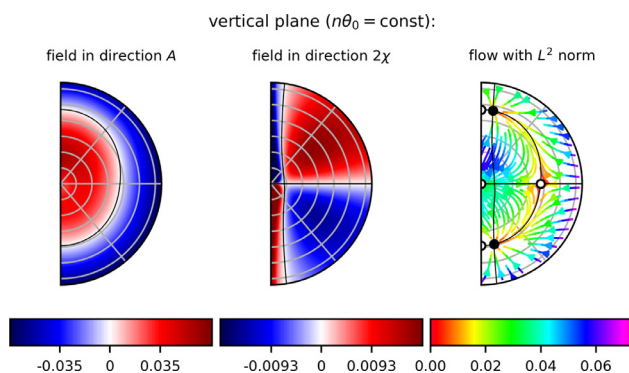 vertical plane (nθ₀ = const):
field in direction A
field in direction 2χ
flow with L² norm
-0.035 0 0.035
-0.0093 0 0.0093
0.00 0.02 0.04 0.06